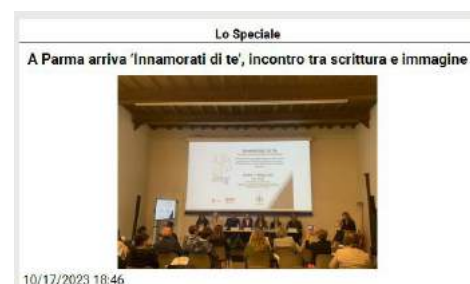 Lo Speciale
A Parma arriva 'Innamorati di te', incontro tra scrittura e immagine
10/17/2023 18:46